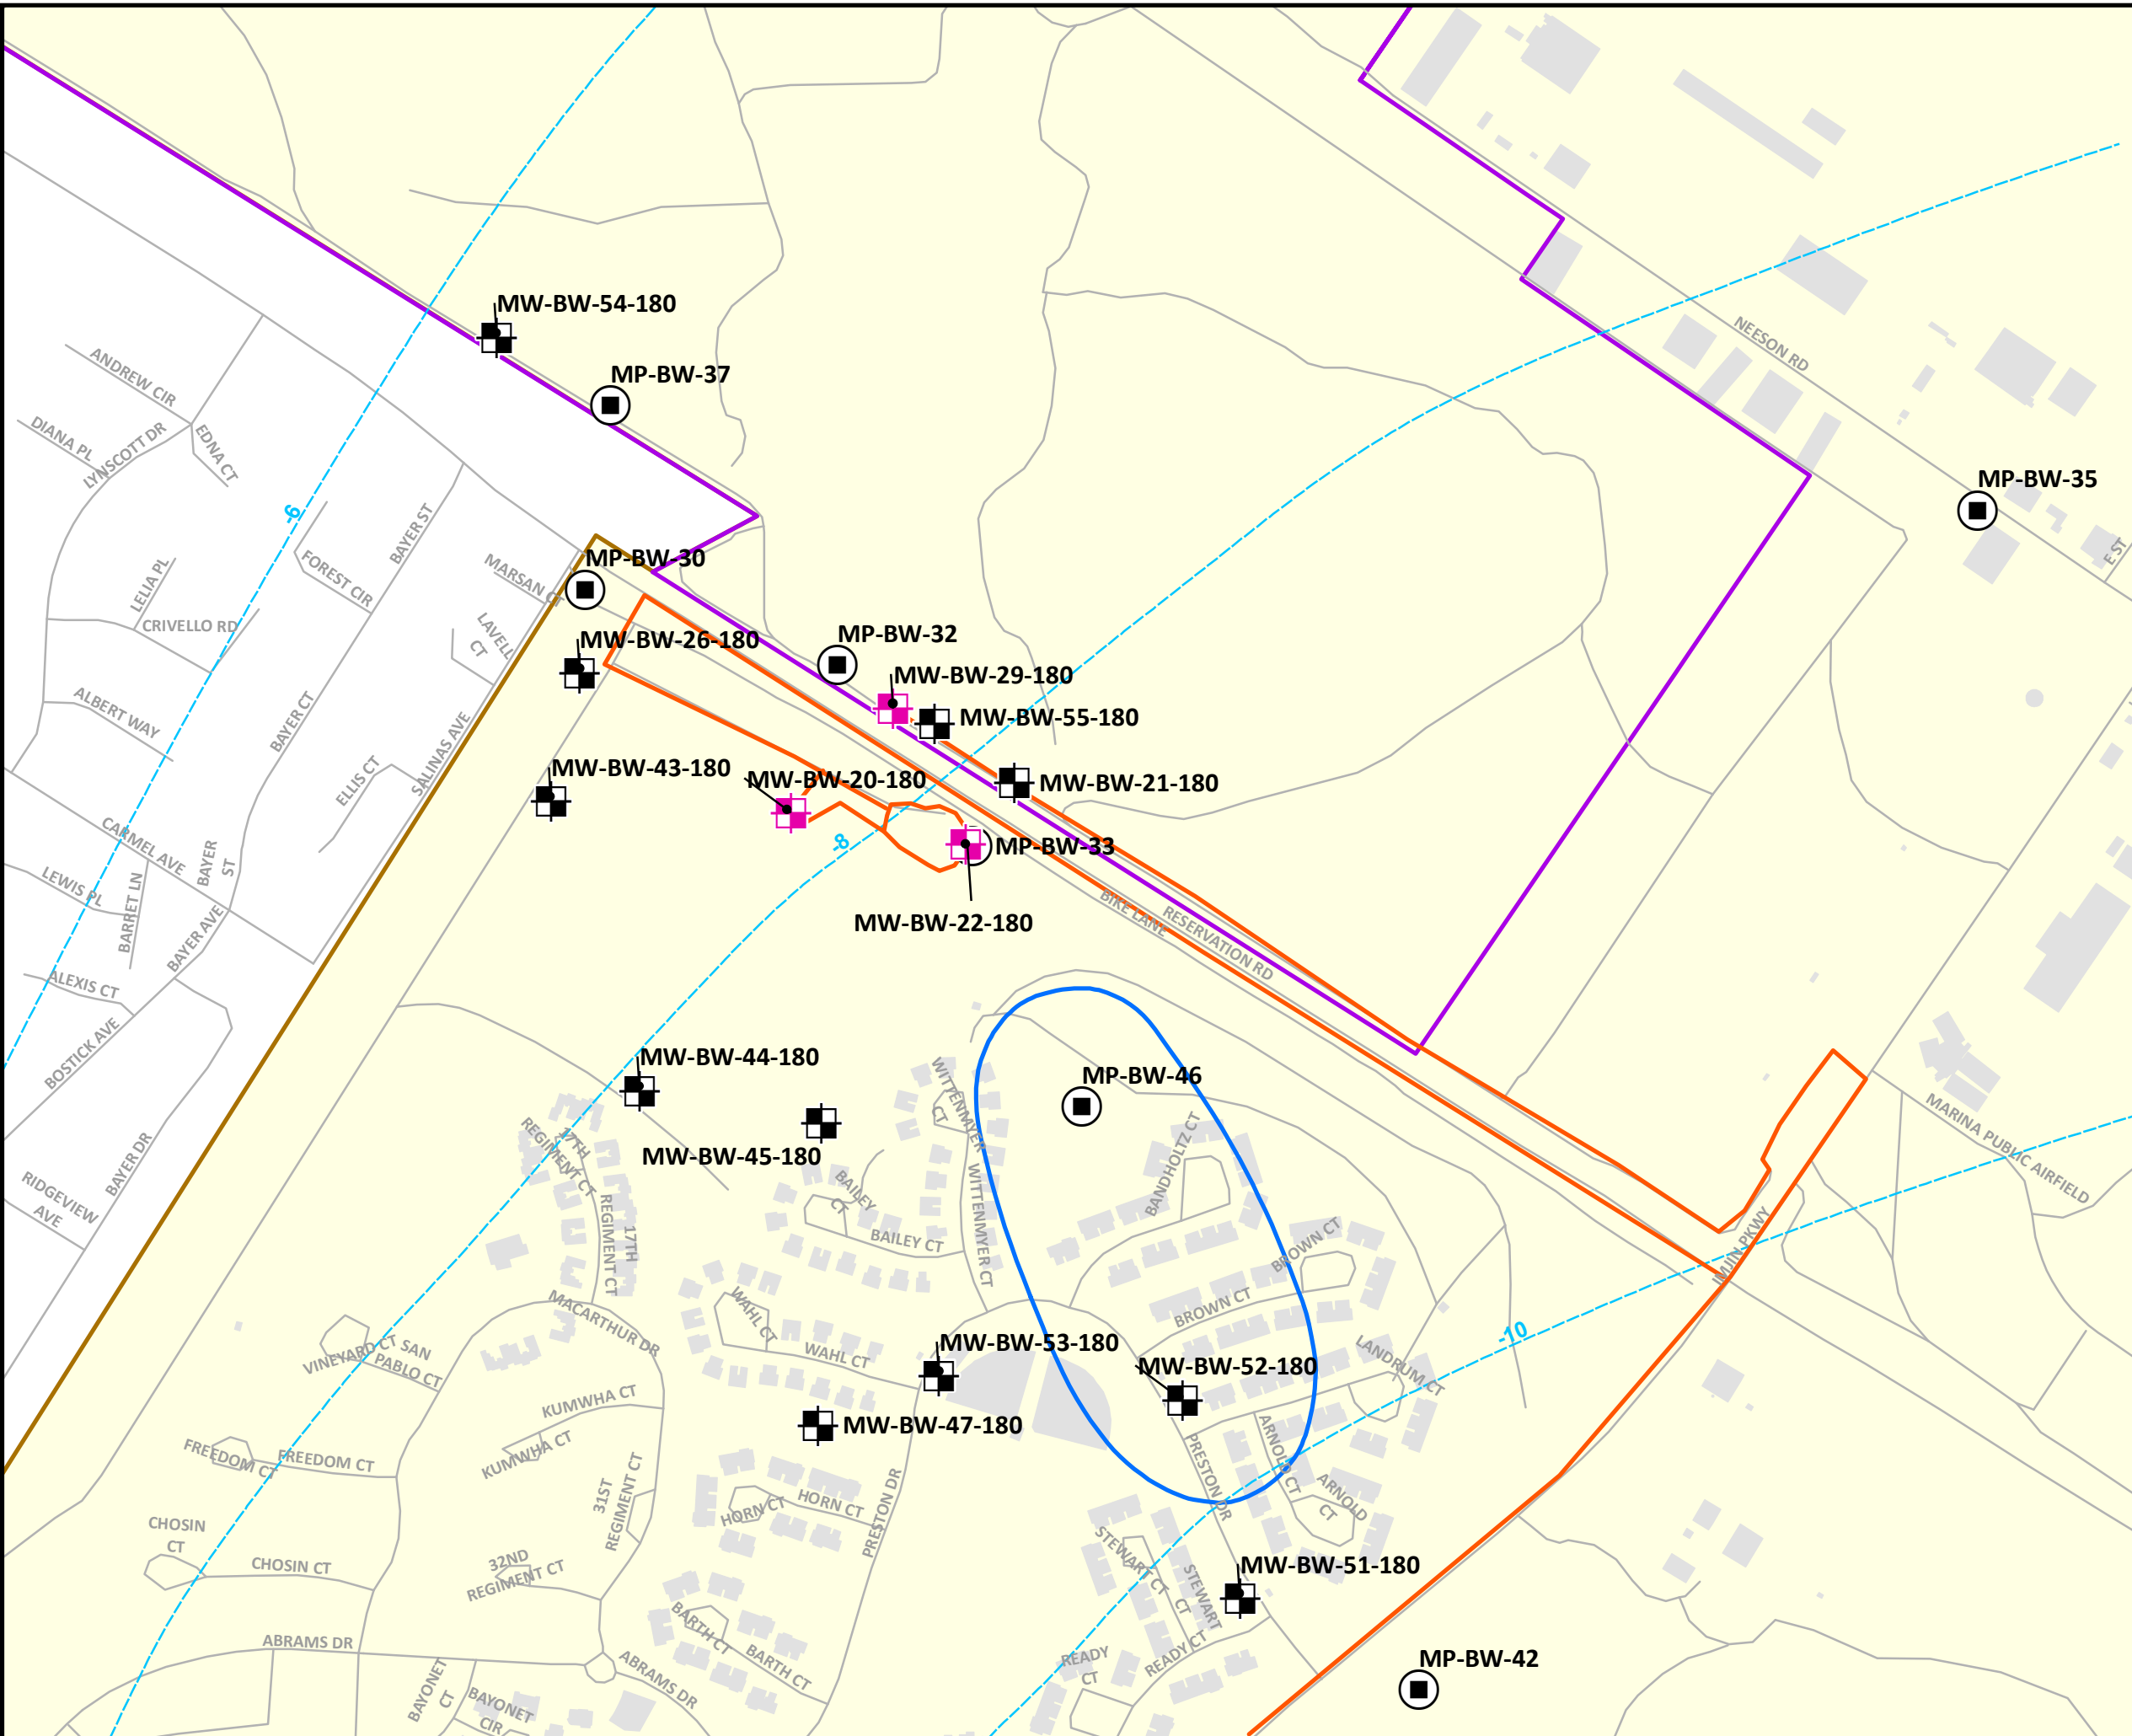 MW-BW-54-180
MP-BW-37
NEESON RD
ANDREW CIR
DIANA PL
LYNSCOTT DR
EDNA CT
MP-BW-35
-6
BAYER ST
E ST
MP-BW-30
MARSAN CT
FOREST CIR
LELIA PL
CRIVELLO RD
LAVELL
CT
MW-BW-26-180
MP-BW-32
MW-BW-29-180
MW-BW-55-180
ALBERT WAY
BAYER CT
SALINAS AVE
ELLIS CT
MW-BW-43-180
MW-BW-20-180
MW-BW-21-180
-8
MP-BW-33
CARMEL AVE
BAYER
ST
LEWIS PL
BARRET LN
BAYER AVE
MW-BW-22-180
BIKE LANE
RESERVATION RD
ALEXIS CT
BOSTICK AVE
MW-BW-44-180
MP-BW-46
WITTENMYER
CT
MARINA PUBLIC AIRFIELD
MW-BW-45-180
17TH
REGIMENT CT
BAYER DR
RIDGEVIEW
AVE
BAILEY
CT
BANDHOLTZ CT
WITTENMYER CT
REGIMENT CT
17TH
BAILEY CT
BROWN CT
IMJIN PKWY
MACARTHUR DR
WAHL CT
BROWN CT
-10
VINEYARD CT
SAN
PABLO CT
WAHL CT
MW-BW-53-180
MW-BW-52-180
LANDRUM CT
KUMWHA CT
MW-BW-47-180
KUMWHA CT
FREEDOM CT
FREEDOM CT
ARNOLD CT
PRESTON DR
31ST
REGIMENT CT
HORN CT
HORN CT
PRESTON DR
ARNOLD
CT
CHOSIN
CT
CHOSIN CT
32ND
REGIMENT CT
STEWART CT
STEWART
CT
MW-BW-51-180
BARTH CT
BARTH CT
ABRAMS DR
ABRAMS DR
READY
CT
READY CT
MP-BW-42
BAYONET
CT
BAYONET
CIR